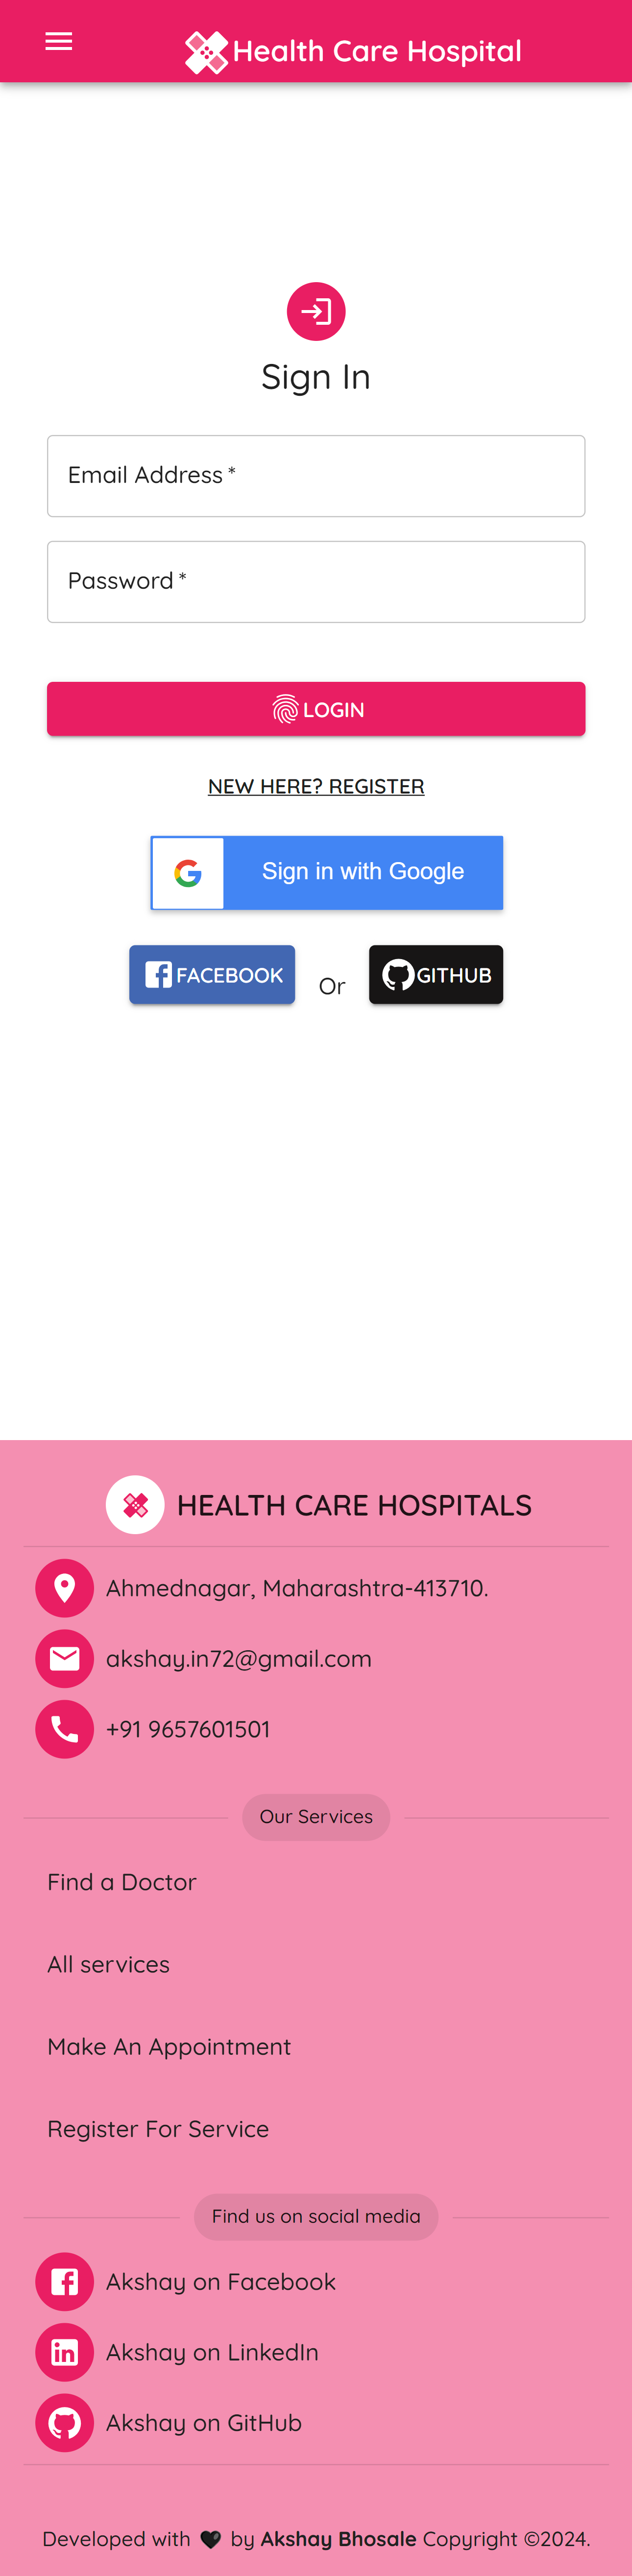 Health Care Hospital
Sign In
Email Address *
Password *
LOGIN
NEW HERE? REGISTER
Sign in with Google
FACEBOOK
Or
GITHUB
HEALTH CARE HOSPITALS
Ahmednagar, Maharashtra-413710.
akshay.in72@gmail.com
+91 9657601501
Our Services
Find a Doctor
All services
Make An Appointment
Register For Service
Find us on social media
Akshay on Facebook
Akshay on LinkedIn
Akshay on GitHub
Developed with 🖤 by Akshay Bhosale Copyright ©2024.